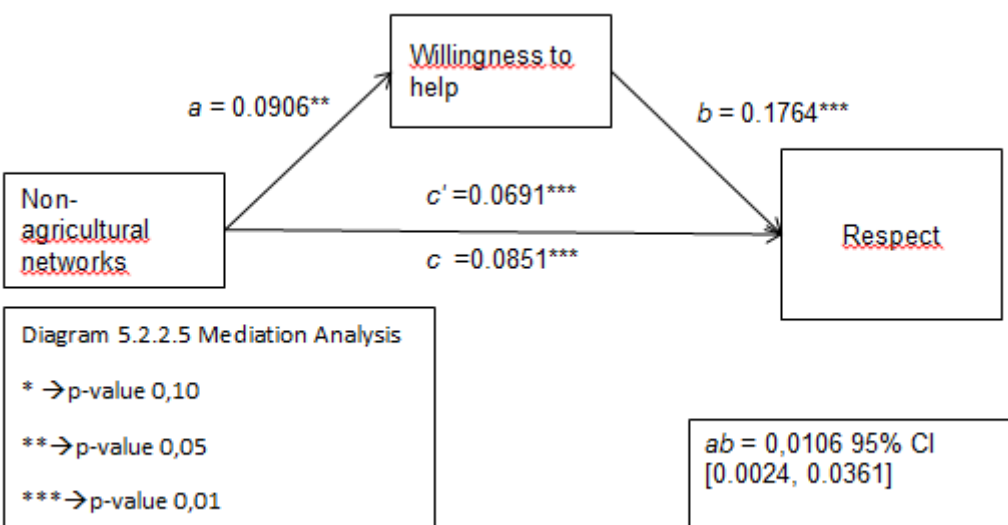 Willingness to
help
a = 0.0906**
b = 0.1764***
Non-
agricultural
networks
c' =0.0691***
c =0.0851***
Respect
Diagram 5.2.2.5 Mediation Analysis
* →p-value 0,10
**→p-value 0,05
***→p-value 0,01
ab = 0,0106 95% CI
[0.0024, 0.0361]